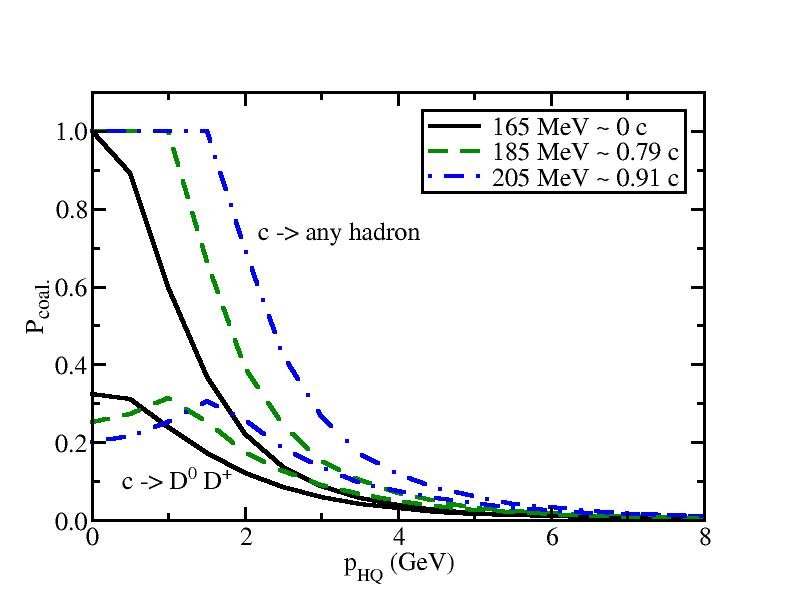 165 MeV ~ 0 c
185 MeV ~ 0.79 c
205 MeV ~ 0.91 c
1.0
0.8
0.6
0.4
0.2
0.0
P_coal.
c -> any hadron
c -> D⁰ D⁺
0 2 4 6 8
p_HQ (GeV)